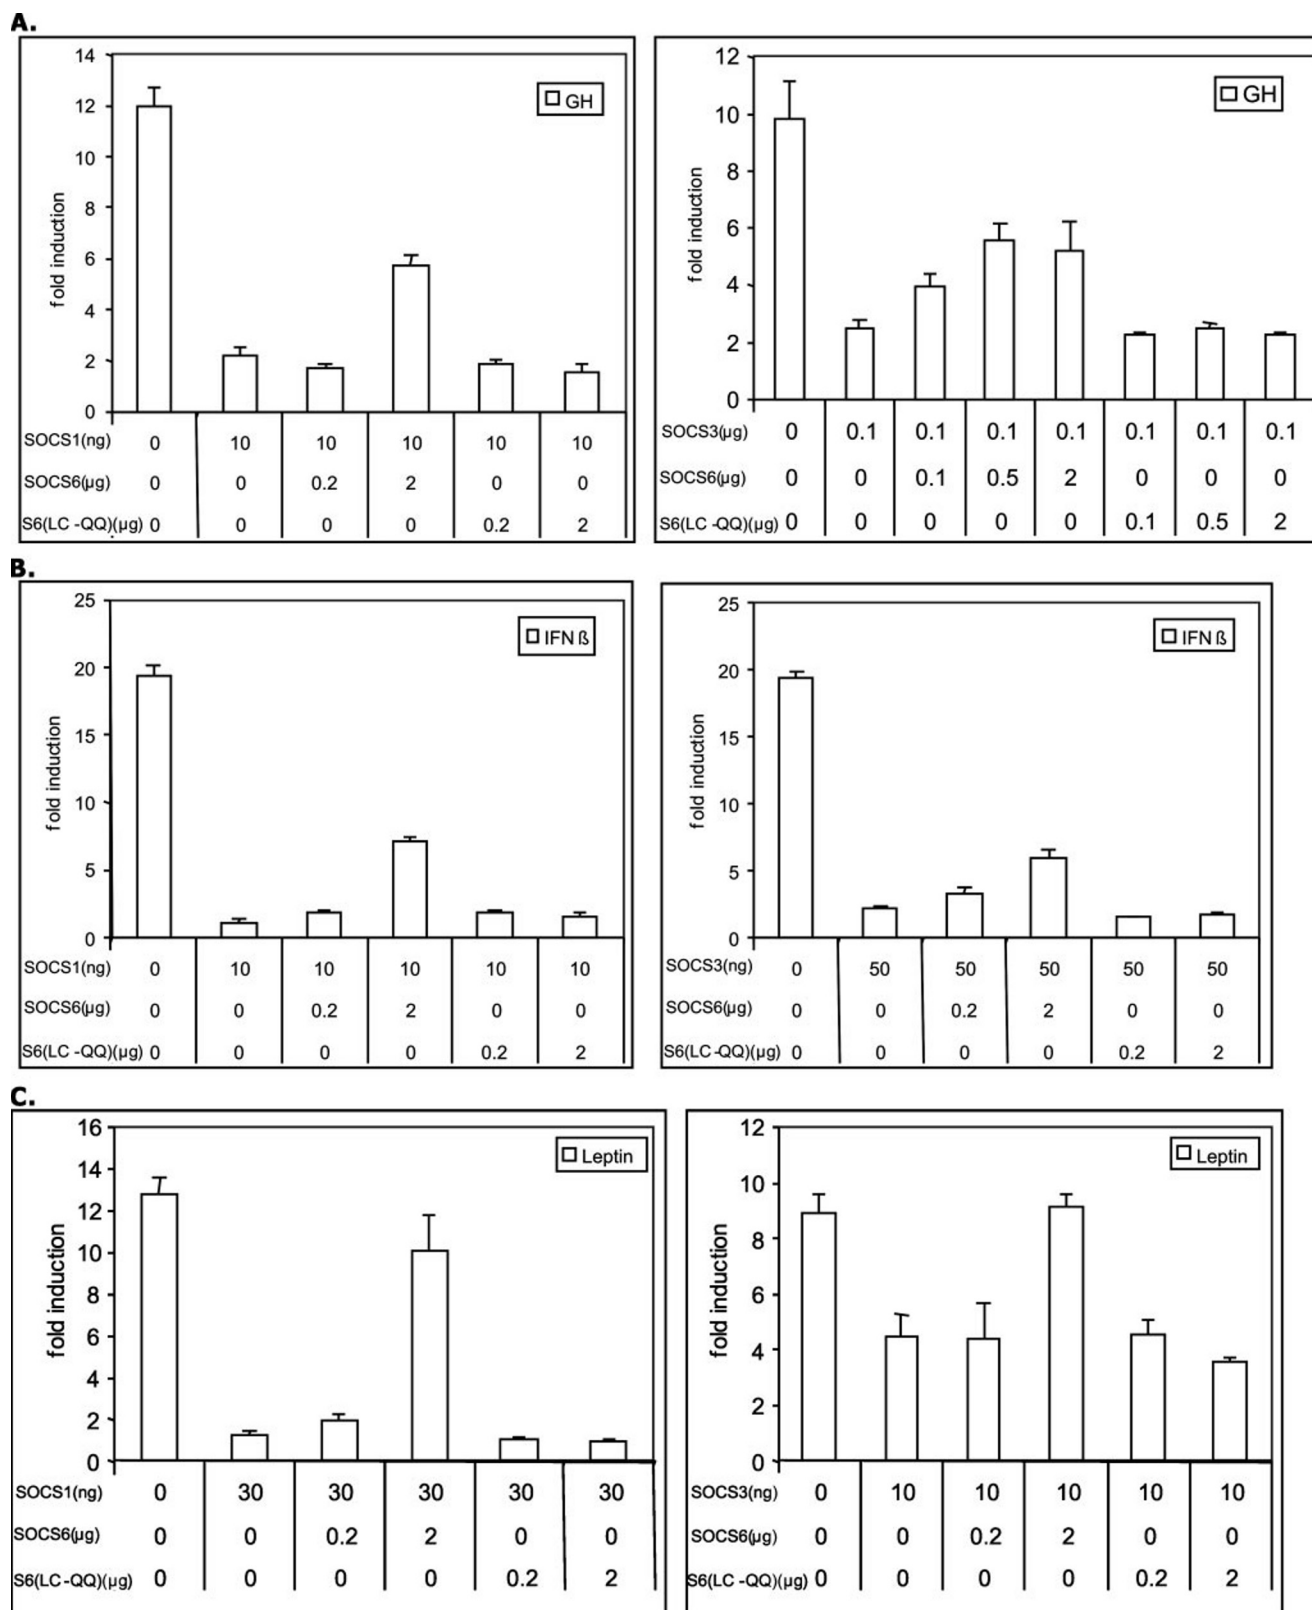 A.
14
12
10
8
6
4
2
0
fold induction
GH
SOCS1(ng) 0 10 10 10 10 10
SOCS6(µg) 0 0 0.2 2 0 0
S6(LC -QQ)(µg) 0 0 0 0 0.2 2
12
10
8
6
4
2
0
fold induction
GH
SOCS3(µg) 0 0.1 0.1 0.1 0.1 0.1 0.1 0.1
SOCS6(µg) 0 0 0.1 0.5 2 0 0 0
S6(LC -QQ)(µg) 0 0 0 0 0 0.1 0.5 2
B.
25
20
15
10
5
0
fold induction
IFN ß
SOCS1(ng) 0 10 10 10 10 10
SOCS6(µg) 0 0 0.2 2 0 0
S6(LC -QQ)(µg) 0 0 0 0 0.2 2
25
20
15
10
5
0
fold induction
IFN ß
SOCS3(ng) 0 50 50 50 50 50
SOCS6(µg) 0 0 0.2 2 0 0
S6(LC -QQ)(µg) 0 0 0 0 0.2 2
C.
16
14
12
10
8
6
4
2
0
fold induction
Leptin
SOCS1(ng) 0 30 30 30 30 30
SOCS6(µg) 0 0 0.2 2 0 0
S6(LC -QQ)(µg) 0 0 0 0 0.2 2
12
10
8
6
4
2
0
fold induction
Leptin
SOCS3(ng) 0 10 10 10 10 10
SOCS6(µg) 0 0 0.2 2 0 0
S6(LC -QQ)(µg) 0 0 0 0 0.2 2